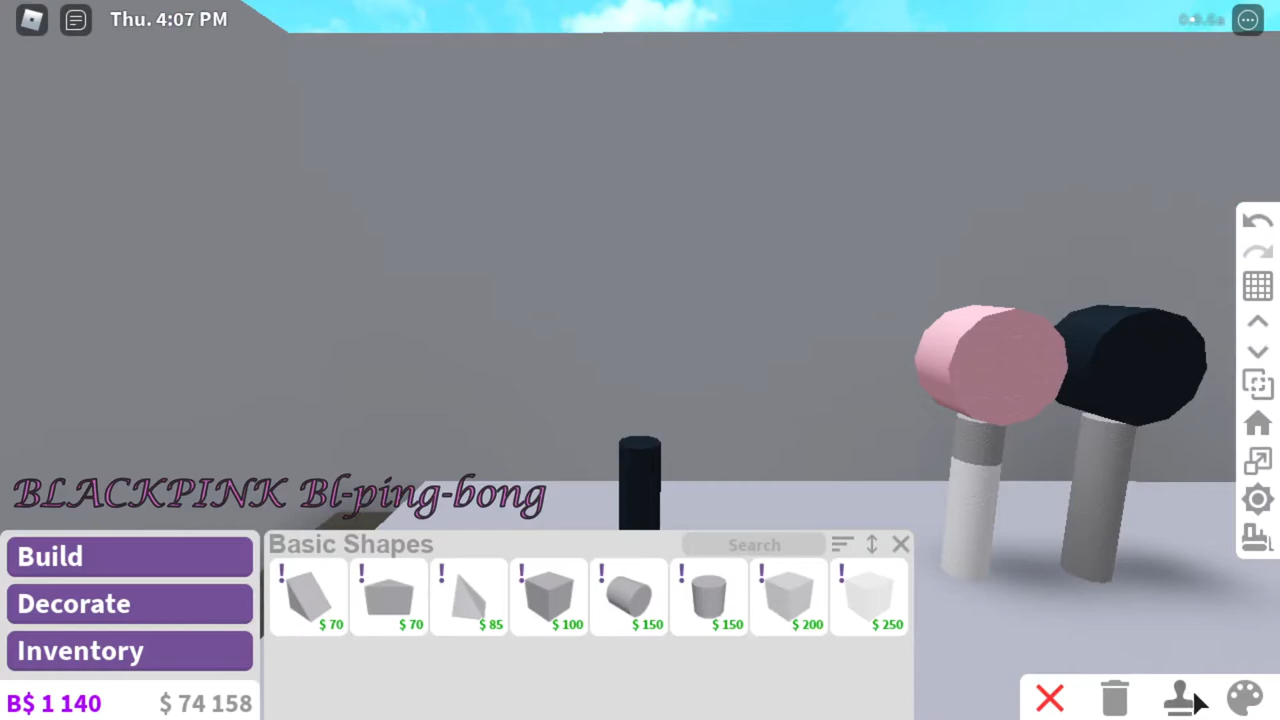 Thu. 4:07 PM
BLACKPINK Bl-ping-bong
Build
Decorate
Inventory
B$ 1 140
$ 74 158
Basic Shapes
Search
! ! ! ! ! ! ! !
$ 70 $ 70 $ 85 $ 100 $ 150 $ 150 $ 200 $ 250